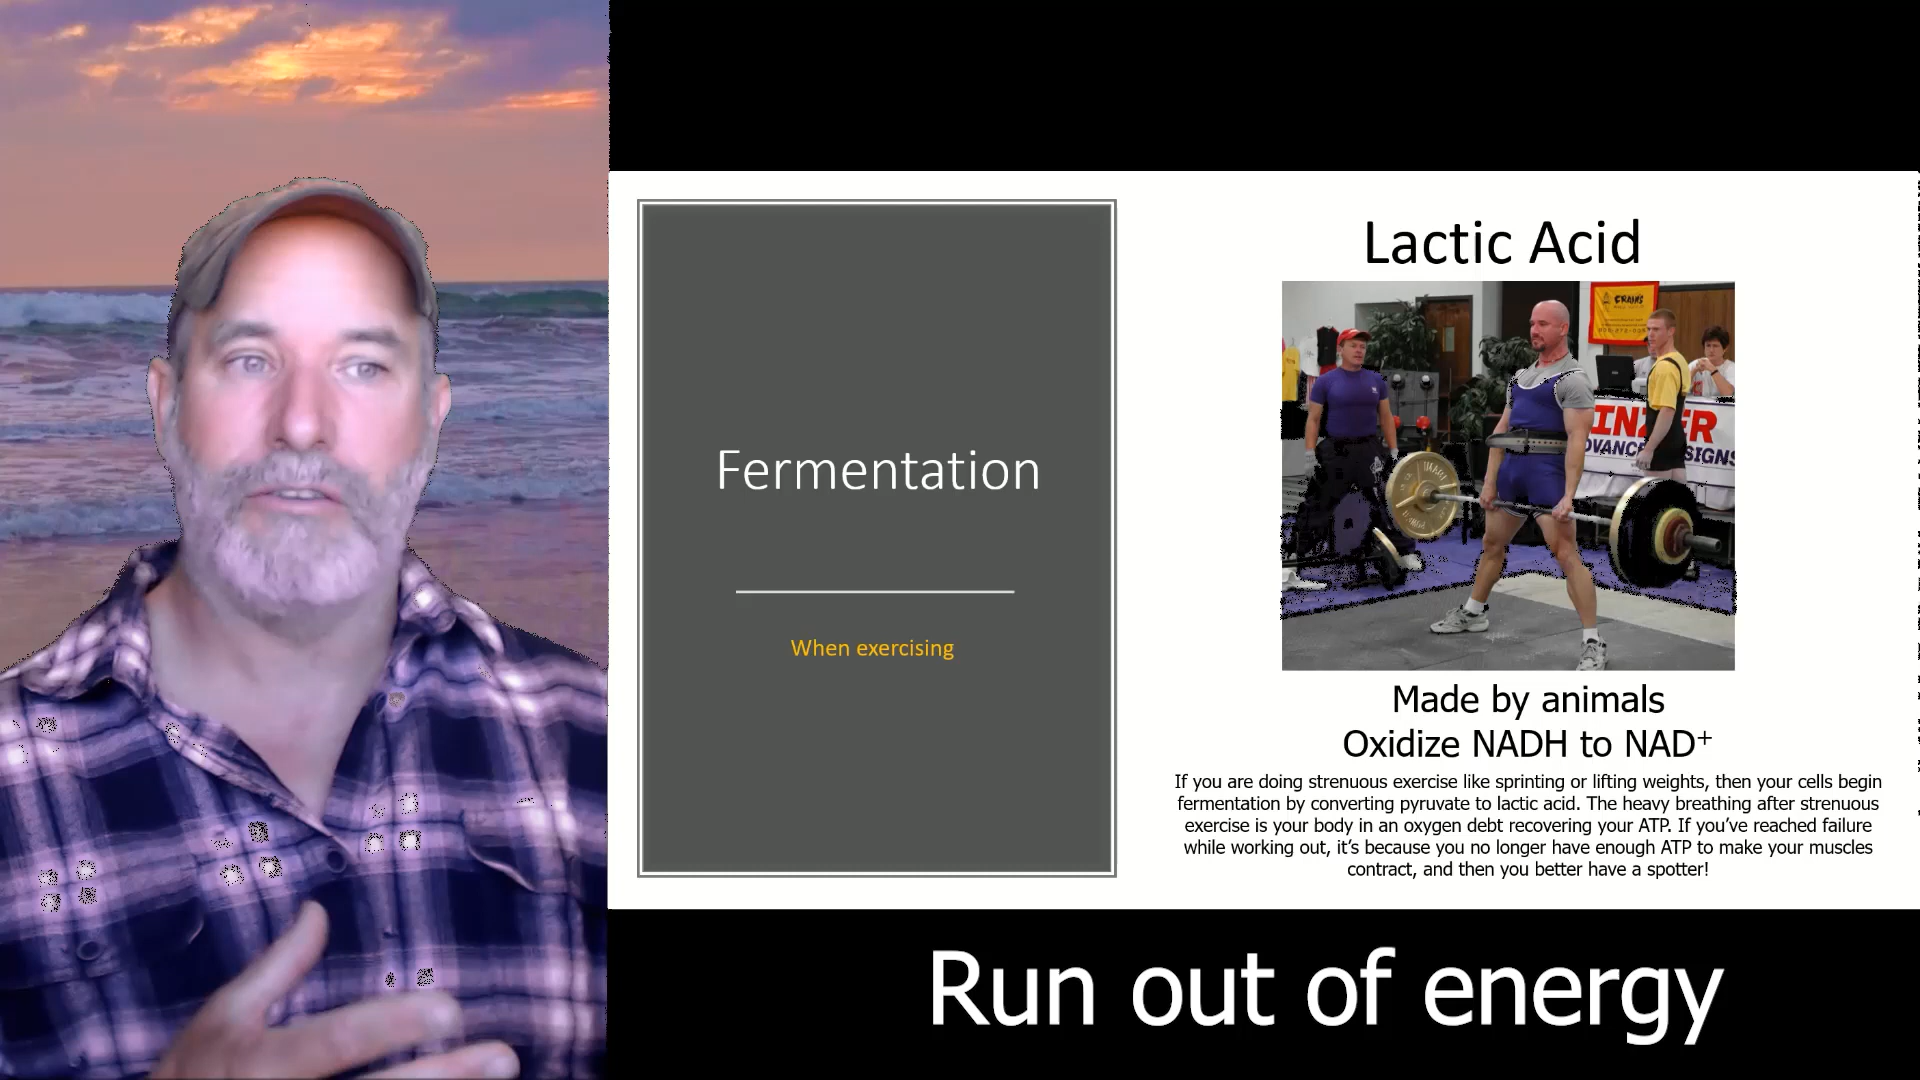 Fermentation
When exercising
Lactic Acid
CRAINS
INZER
ADVANCE DESIGNS
Made by animals
Oxidize NADH to NAD⁺
If you are doing strenuous exercise like sprinting or lifting weights, then your cells begin
fermentation by converting pyruvate to lactic acid. The heavy breathing after strenuous
exercise is your body in an oxygen debt recovering your ATP. If you’ve reached failure
while working out, it’s because you no longer have enough ATP to make your muscles
contract, and then you better have a spotter!
Run out of energy